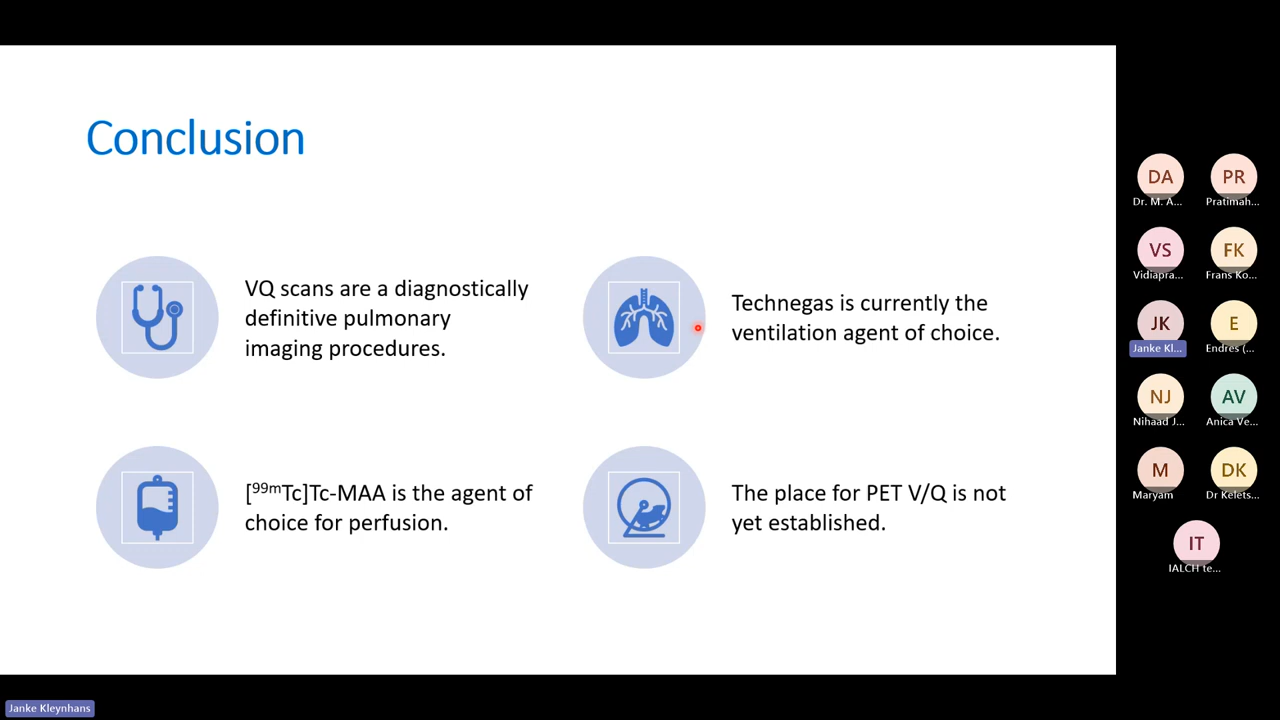 Conclusion
VQ scans are a diagnostically
definitive pulmonary
imaging procedures.
Technegas is currently the
ventilation agent of choice.
[⁹⁹ᵐTc]Tc-MAA is the agent of
choice for perfusion.
The place for PET V/Q is not
yet established.
DA
Dr. M. A...
PR
Pratimah...
VS
Vidiapra...
FK
Frans Ko...
JK
Janke Kl...
E
Endres (...
NJ
Nihaad J...
AV
Anica Ve...
M
Maryam
DK
Dr Kelets...
IT
IALCH te...
Janke Kleynhans